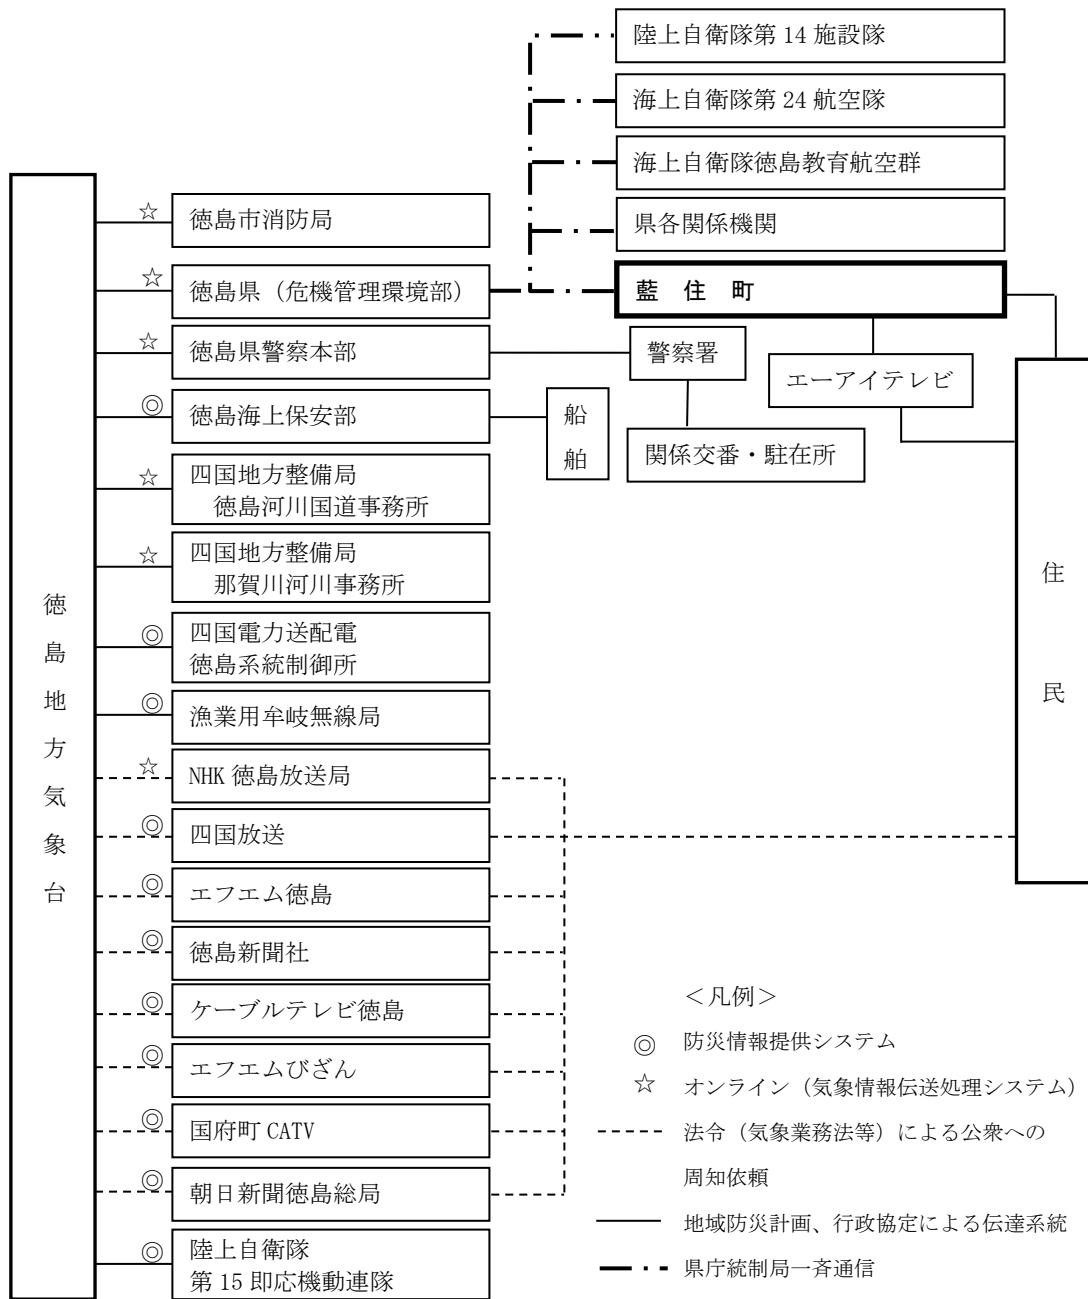 陸上自衛隊第 14 施設隊
海上自衛隊第 24 航空隊
海上自衛隊徳島教育航空群
県各関係機関
藍 住 町
徳島地方気象台
☆
徳島市消防局
☆
徳島県（危機管理環境部）
☆
徳島県警察本部
警察署
エーアイテレビ
◎
徳島海上保安部
船舶
関係交番・駐在所
☆
四国地方整備局
徳島河川国道事務所
☆
四国地方整備局
那賀川河川事務所
住民
◎
四国電力送配電
徳島系統制御所
◎
漁業用牟岐無線局
☆
NHK 徳島放送局
◎
四国放送
◎
エフエム徳島
◎
徳島新聞社
◎
ケーブルテレビ徳島
◎
エフエムびざん
◎
国府町 CATV
◎
朝日新聞徳島総局
◎
陸上自衛隊
第 15 即応機動連隊
＜凡例＞
◎ 防災情報提供システム
☆ オンライン（気象情報伝送処理システム）
法令（気象業務法等）による公衆への
周知依頼
地域防災計画、行政協定による伝達系統
県庁統制局一斉通信